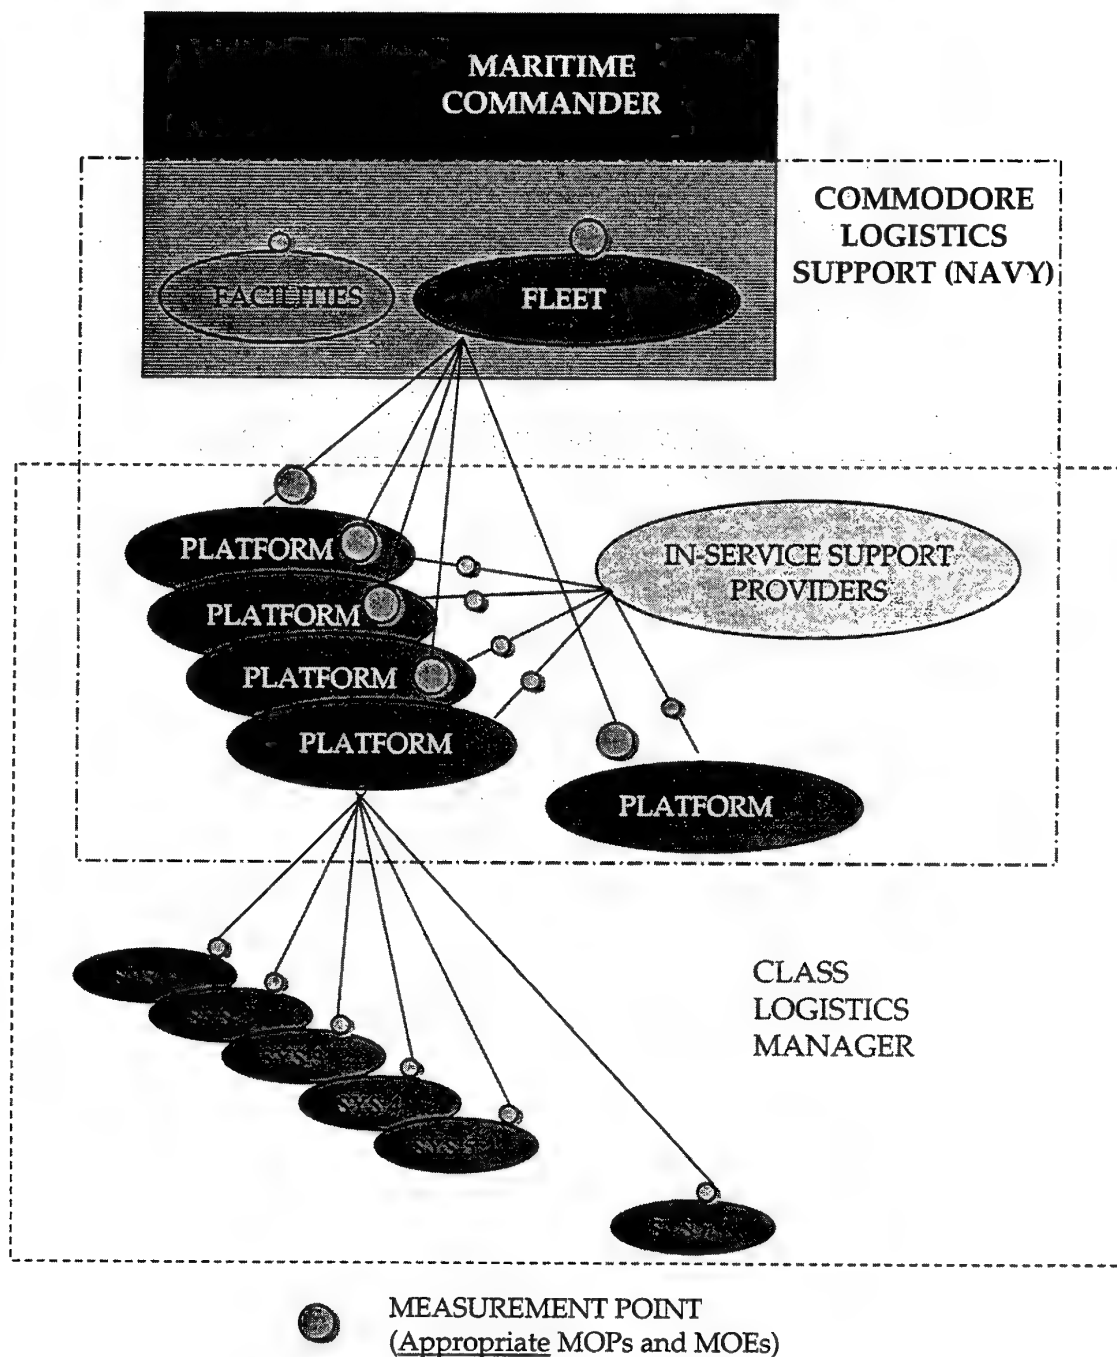 MARITIME
COMMANDER
COMMODORE
LOGISTICS
SUPPORT (NAVY)
FACILITIES
FLEET
PLATFORM
IN-SERVICE SUPPORT
PROVIDERS
PLATFORM
PLATFORM
PLATFORM
PLATFORM
CLASS
LOGISTICS
MANAGER
MEASUREMENT POINT
(Appropriate MOPs and MOEs)